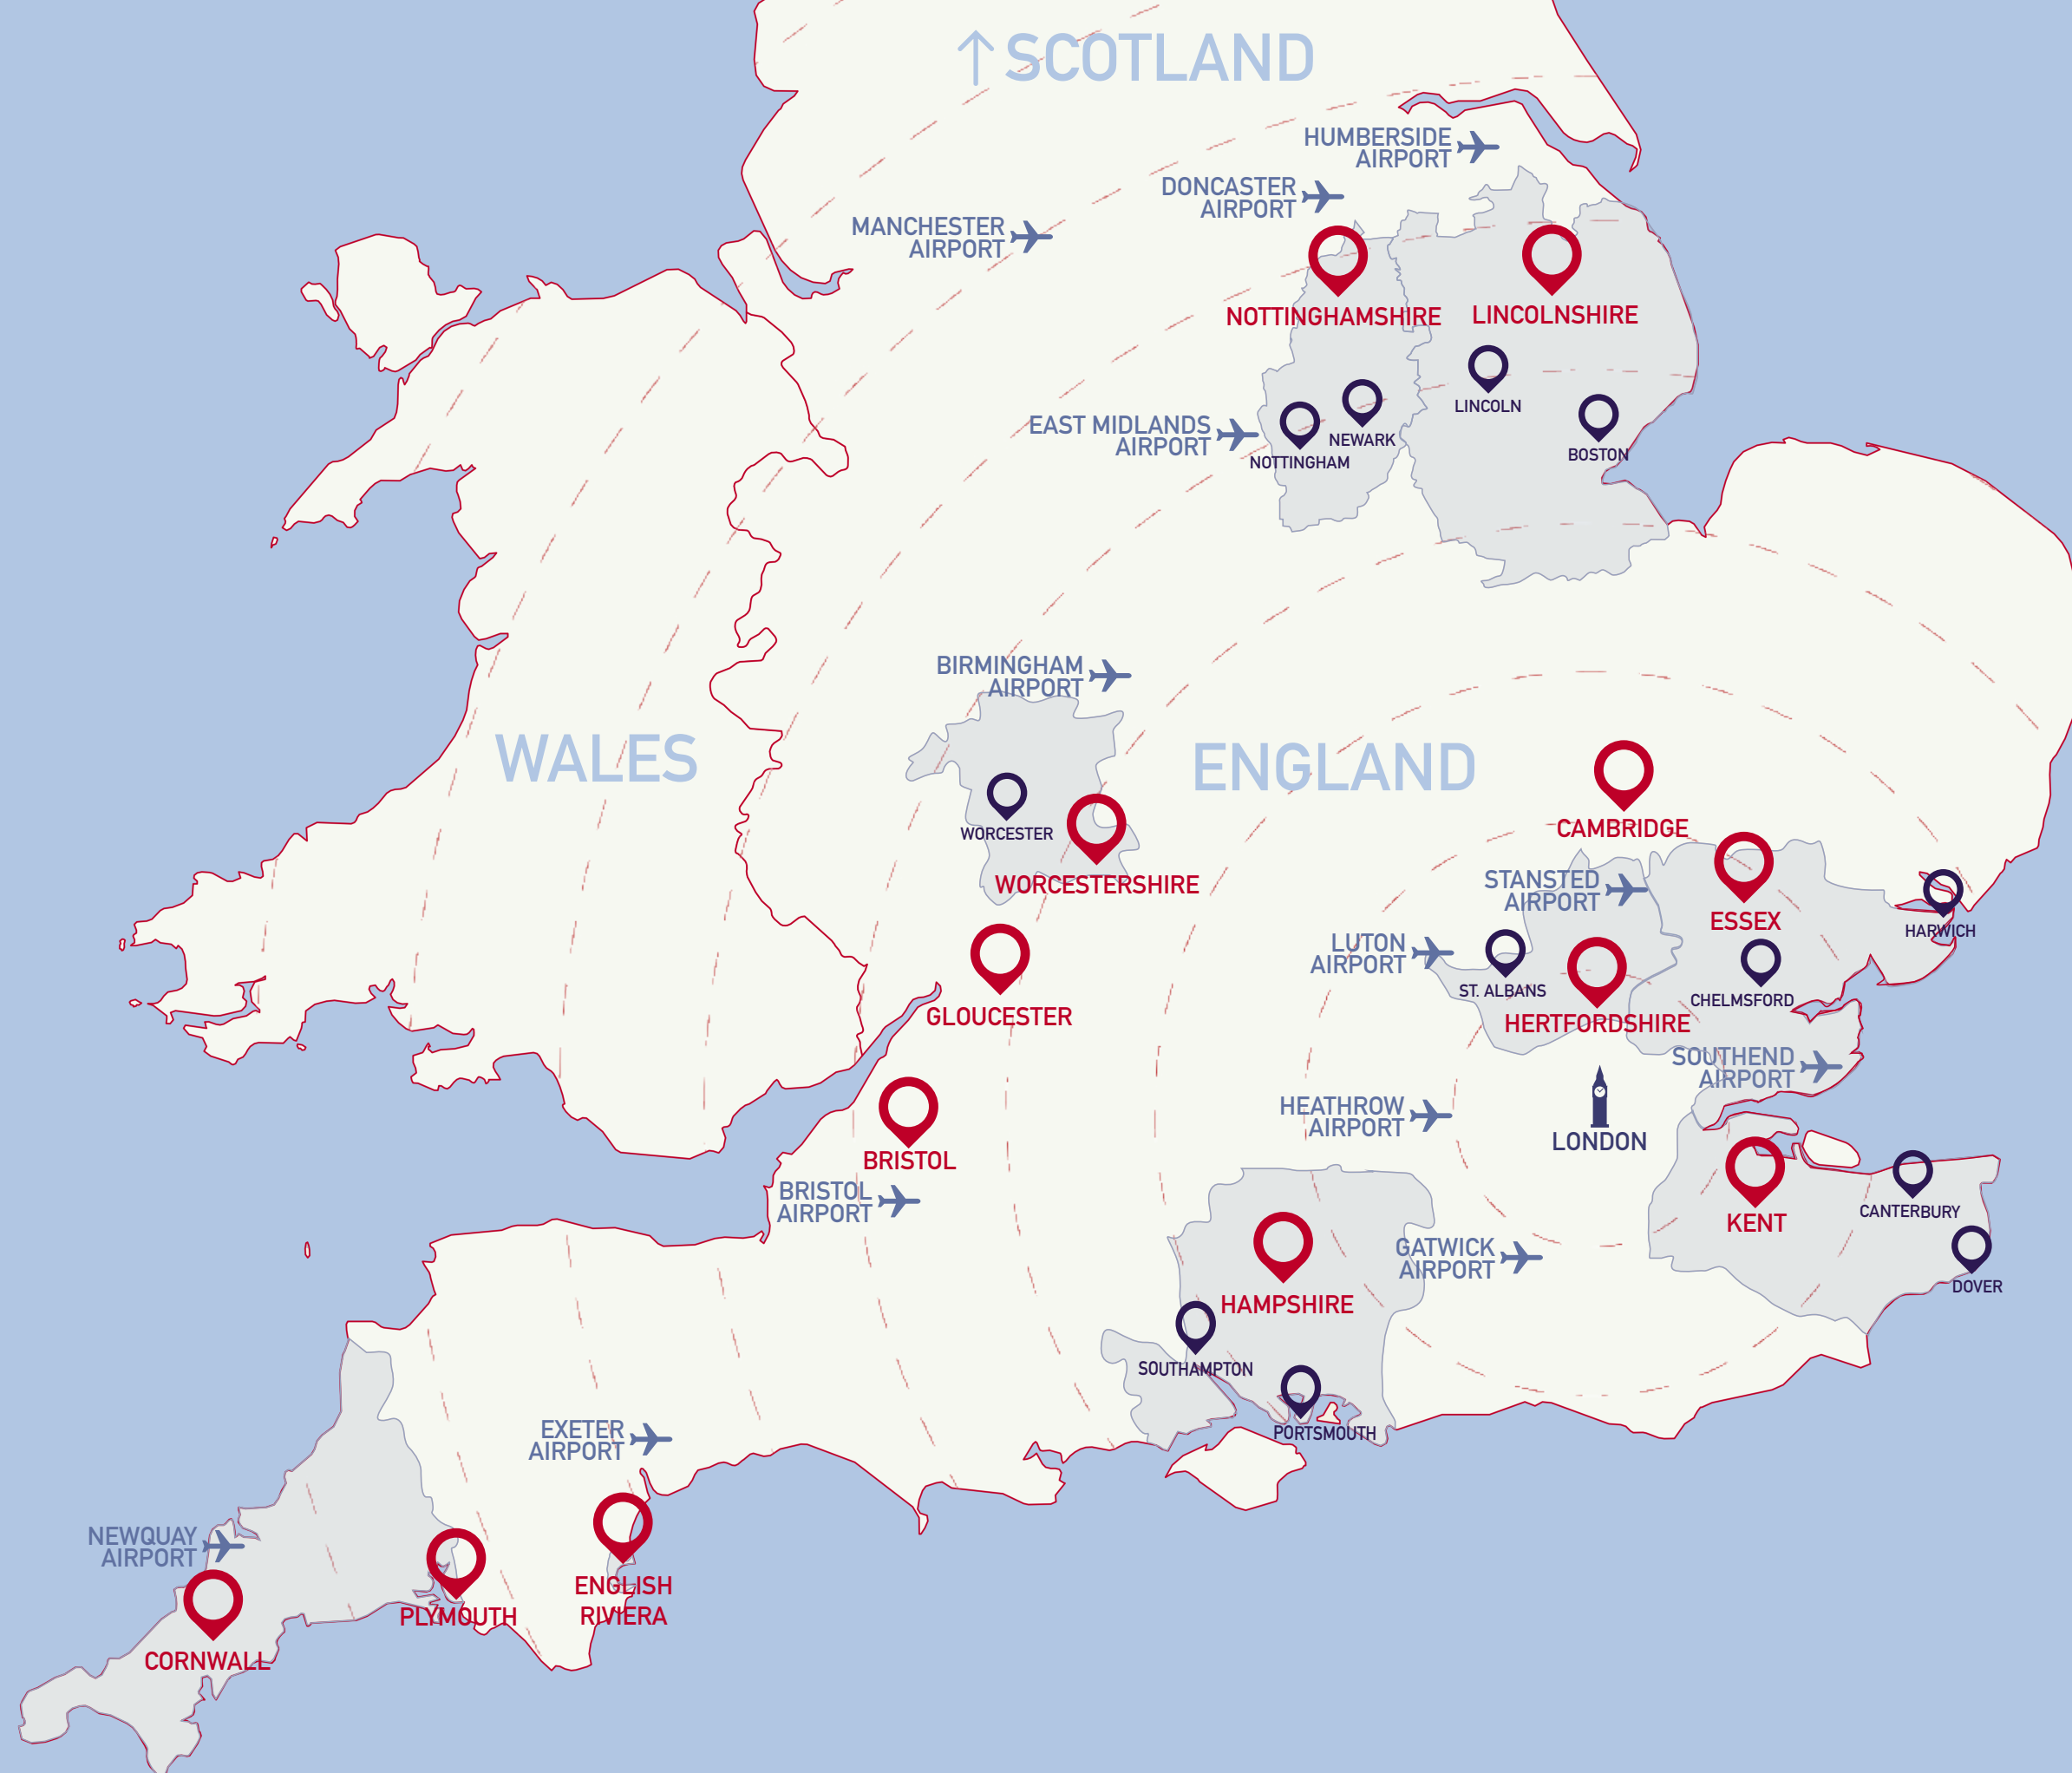 SCOTLAND
HUMBERSIDE
AIRPORT
DONCASTER
AIRPORT
MANCHESTER
AIRPORT
NOTTINGHAMSHIRE
LINCOLNSHIRE
LINCOLN
BOSTON
EAST MIDLANDS
AIRPORT
NEWARK
NOTTINGHAM
BIRMINGHAM
AIRPORT
WALES
ENGLAND
WORCESTER
WORCESTERSHIRE
CAMBRIDGE
STANSTED
AIRPORT
ESSEX
HARWICH
LUTON
AIRPORT
ST. ALBANS
CHELMSFORD
GLOUCESTER
HERTFORDSHIRE
SOUTHEND
AIRPORT
HEATHROW
AIRPORT
LONDON
BRISTOL
BRISTOL
AIRPORT
KENT
CANTERBURY
DOVER
GATWICK
AIRPORT
HAMPSHIRE
SOUTHAMPTON
PORTSMOUTH
EXETER
AIRPORT
NEWQUAY
AIRPORT
ENGLISH
RIVIERA
PLYMOUTH
CORNWALL